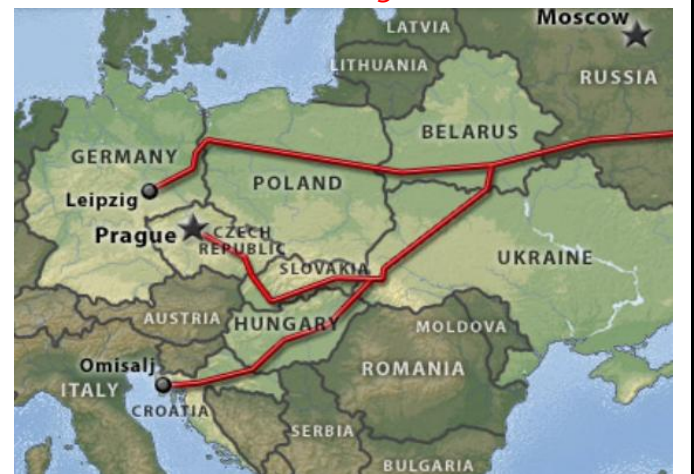 Moscow
LATVIA
LITHUANIA
RUSSIA
BELARUS
GERMANY
POLAND
Leipzig
Prague
CZECH
REPUBLIC
UKRAINE
SLOVAKIA
AUSTRIA
HUNGARY
MOLDOVA
Omisalj
ROMANIA
ITALY
CROATIA
SERBIA
BULGARIA